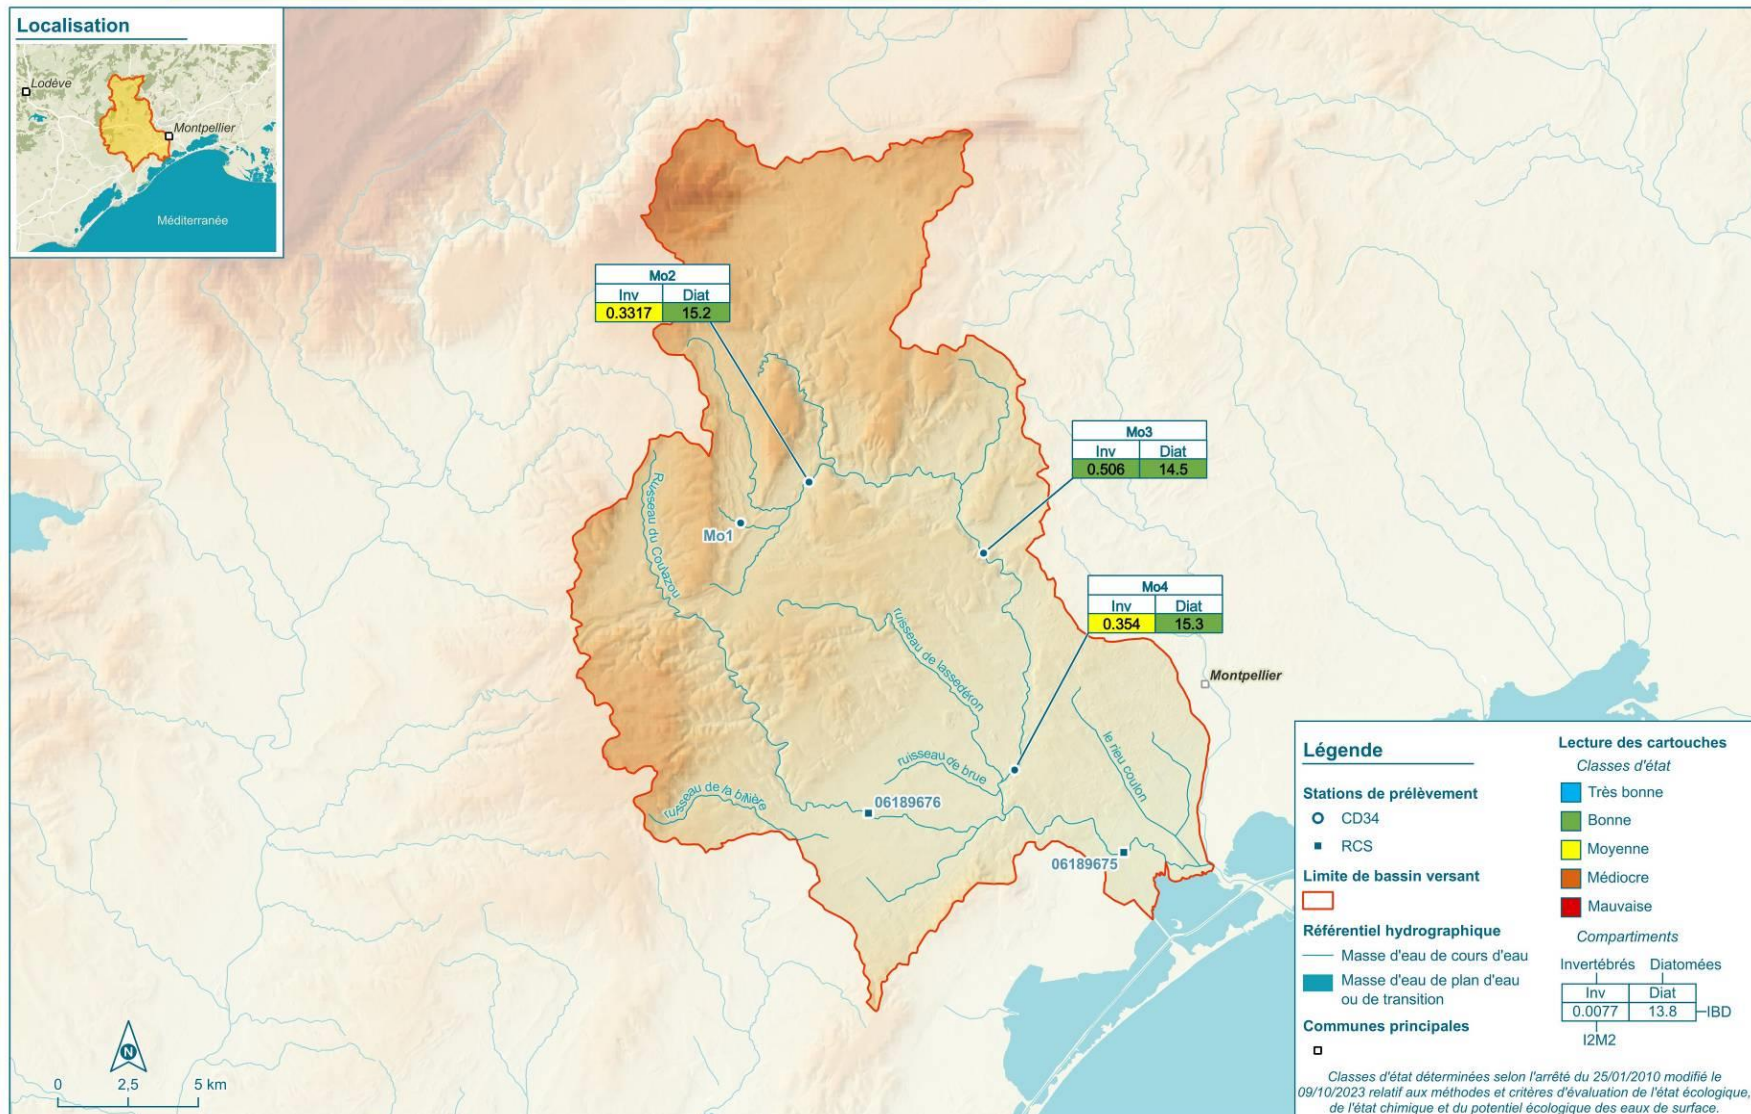 Localisation
Lodève
Montpellier
Méditerranée
Mo2
Inv Diat
0.3317 15.2
Mo3
Inv Diat
0.506 14.5
Mo1
Ruisseau du Coulazou
Mo4
Inv Diat
0.354 15.3
ruisseau de lassedéron
Montpellier
le rieu coulon
ruisseau de brue
ruisseau de la billière
06189676
06189675
N
0 2,5 5 km
Légende
Stations de prélèvement
CD34
RCS
Limite de bassin versant
Référentiel hydrographique
Masse d'eau de cours d'eau
Masse d'eau de plan d'eau
ou de transition
Communes principales
Lecture des cartouches
Classes d'état
Très bonne
Bonne
Moyenne
Médiocre
Mauvaise
Compartiments
Invertébrés Diatomées
Inv Diat
0.0077 13.8 IBD
I2M2
Classes d'état déterminées selon l'arrêté du 25/01/2010 modifié le
09/10/2023 relatif aux méthodes et critères d'évaluation de l'état écologique,
de l'état chimique et du potentiel écologique des eaux de surface.